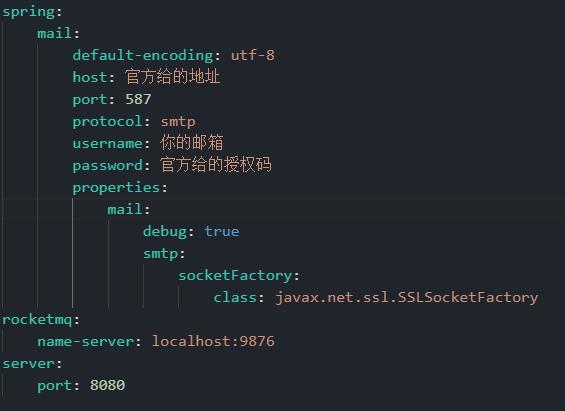 spring:
    mail:
        default-encoding: utf-8
        host: 官方给的地址
        port: 587
        protocol: smtp
        username: 你的邮箱
        password: 官方给的授权码
        properties:
            mail:
                debug: true
                smtp:
                    socketFactory:
                        class: javax.net.ssl.SSLSocketFactory
rocketmq:
    name-server: localhost:9876
server:
    port: 8080